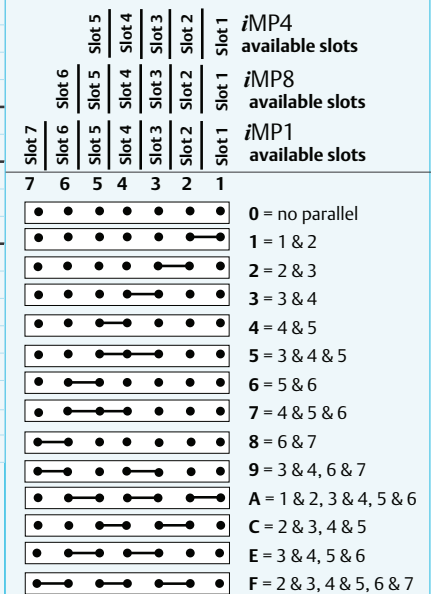 Slot 5 Slot 4 Slot 3 Slot 2 Slot 1 iMP4
available slots
Slot 6 Slot 5 Slot 4 Slot 3 Slot 2 Slot 1 iMP8
available slots
Slot 7 Slot 6 Slot 5 Slot 4 Slot 3 Slot 2 Slot 1 iMP1
available slots
7 6 5 4 3 2 1
0 = no parallel
1 = 1 & 2
2 = 2 & 3
3 = 3 & 4
4 = 4 & 5
5 = 3 & 4 & 5
6 = 5 & 6
7 = 4 & 5 & 6
8 = 6 & 7
9 = 3 & 4, 6 & 7
A = 1 & 2, 3 & 4, 5 & 6
C = 2 & 3, 4 & 5
E = 3 & 4, 5 & 6
F = 2 & 3, 4 & 5, 6 & 7